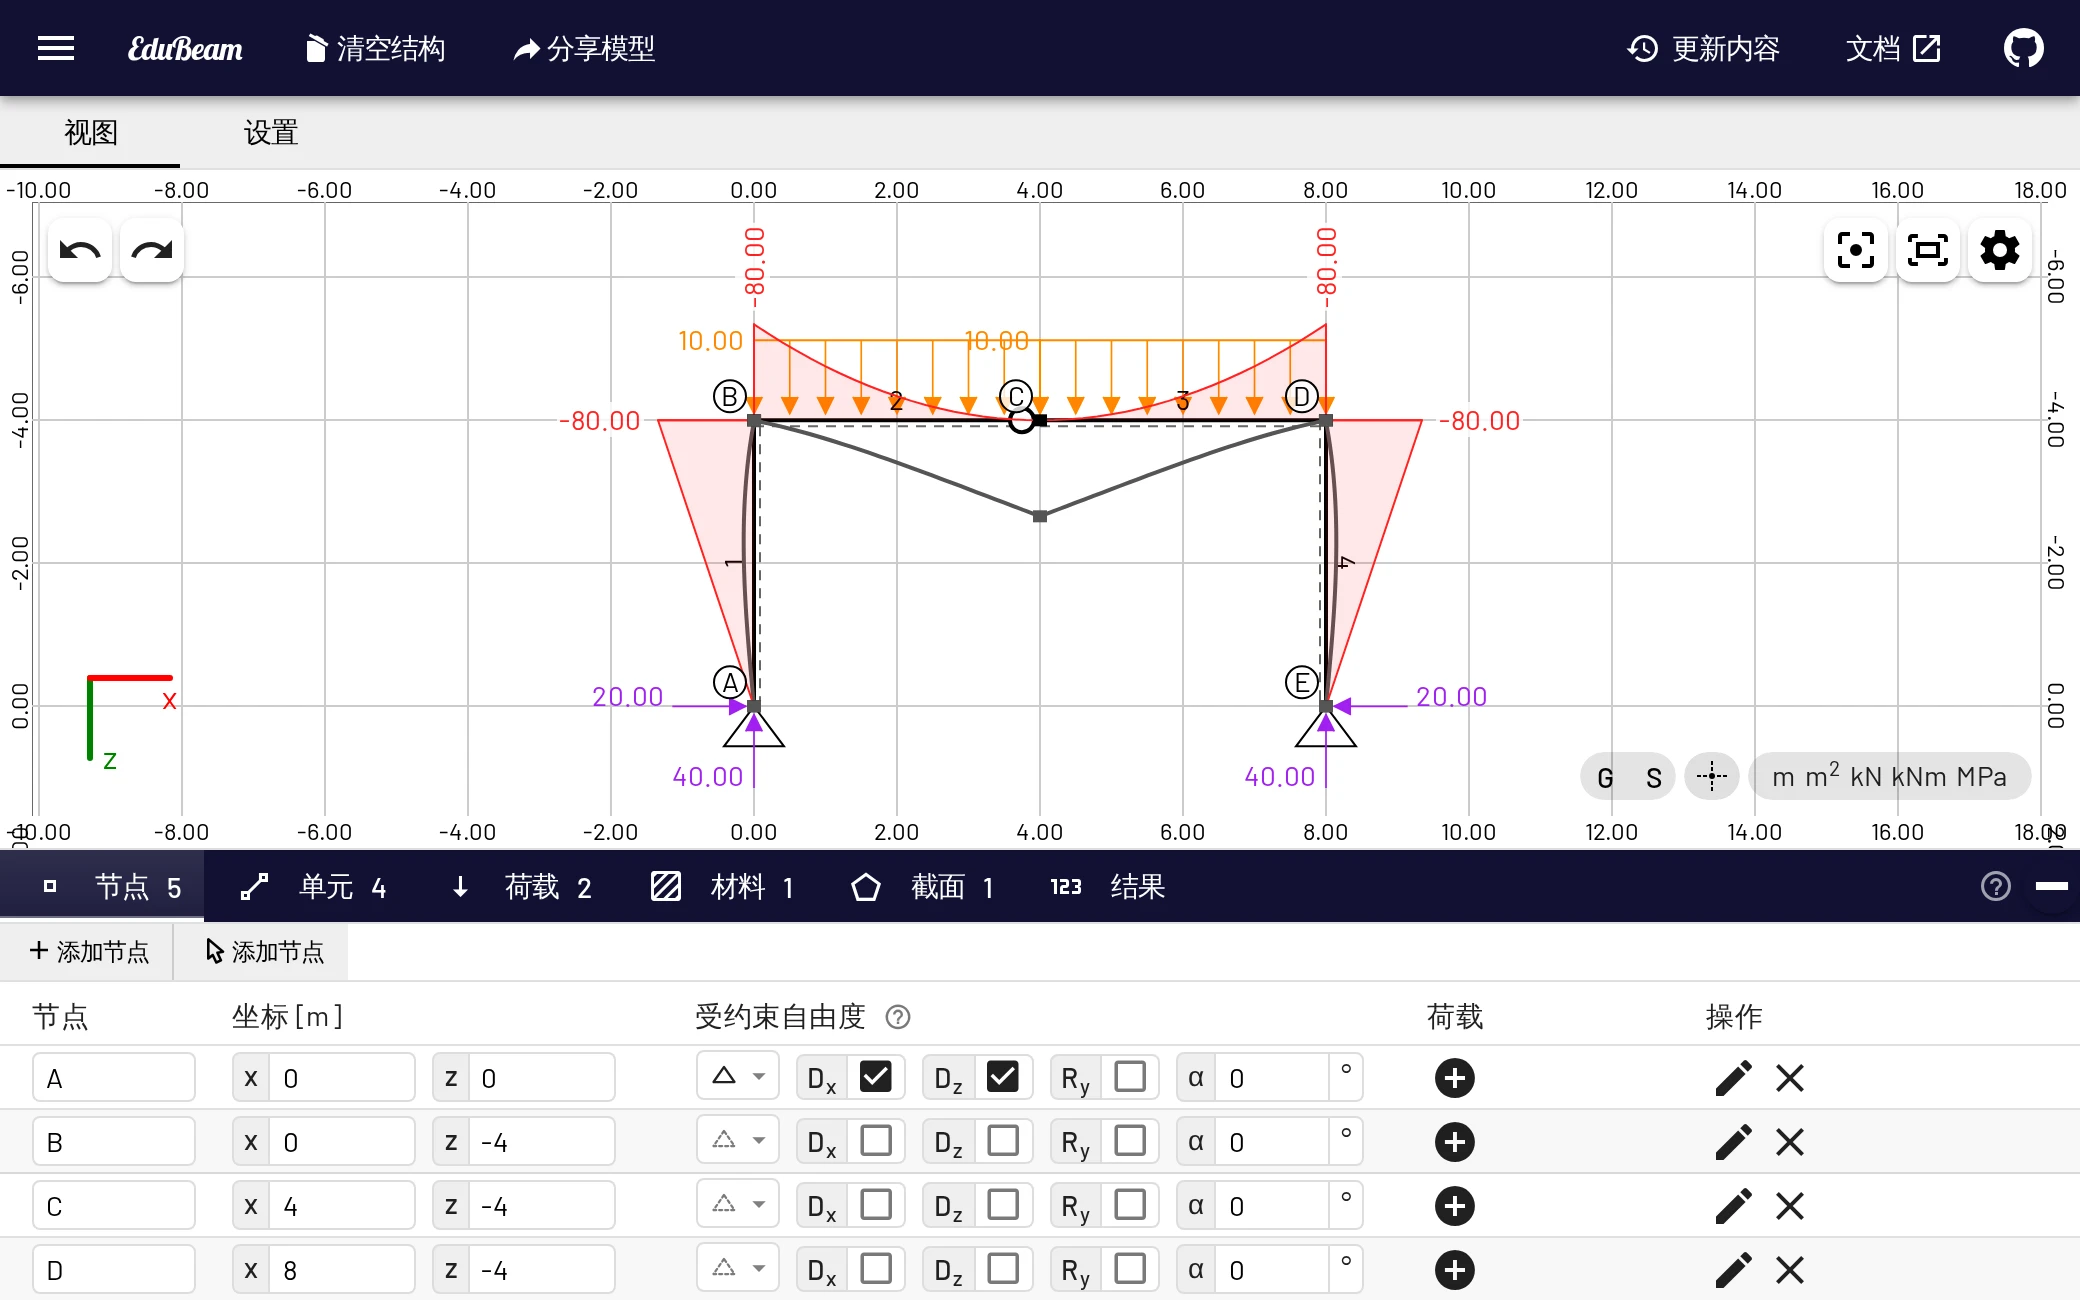 EduBeam 清空结构 分享模型 更新内容 文档
视图 设置
-10.00 -8.00 -6.00 -4.00 -2.00 0.00 2.00 4.00 6.00 8.00 10.00 12.00 14.00 16.00 18.00
-6.00 -80.00 -80.00 -6.00
10.00 10.00
B 2 C 3 D
-4.00 -80.00 -80.00 -4.00
-2.00 1 4 -2.00
A E
0.00 x 20.00 20.00 0.00
z 40.00 40.00 G S m m² kN kNm MPa
-10.00 -8.00 -6.00 -4.00 -2.00 0.00 2.00 4.00 6.00 8.00 10.00 12.00 14.00 16.00 18.00
节点 5 单元 4 荷载 2 材料 1 截面 1 123 结果
添加节点 添加节点
节点 坐标 [m] 受约束自由度 荷载 操作
A x 0 z 0 Dx Dz Ry α 0 °
B x 0 z -4 Dx Dz Ry α 0 °
C x 4 z -4 Dx Dz Ry α 0 °
D x 8 z -4 Dx Dz Ry α 0 °